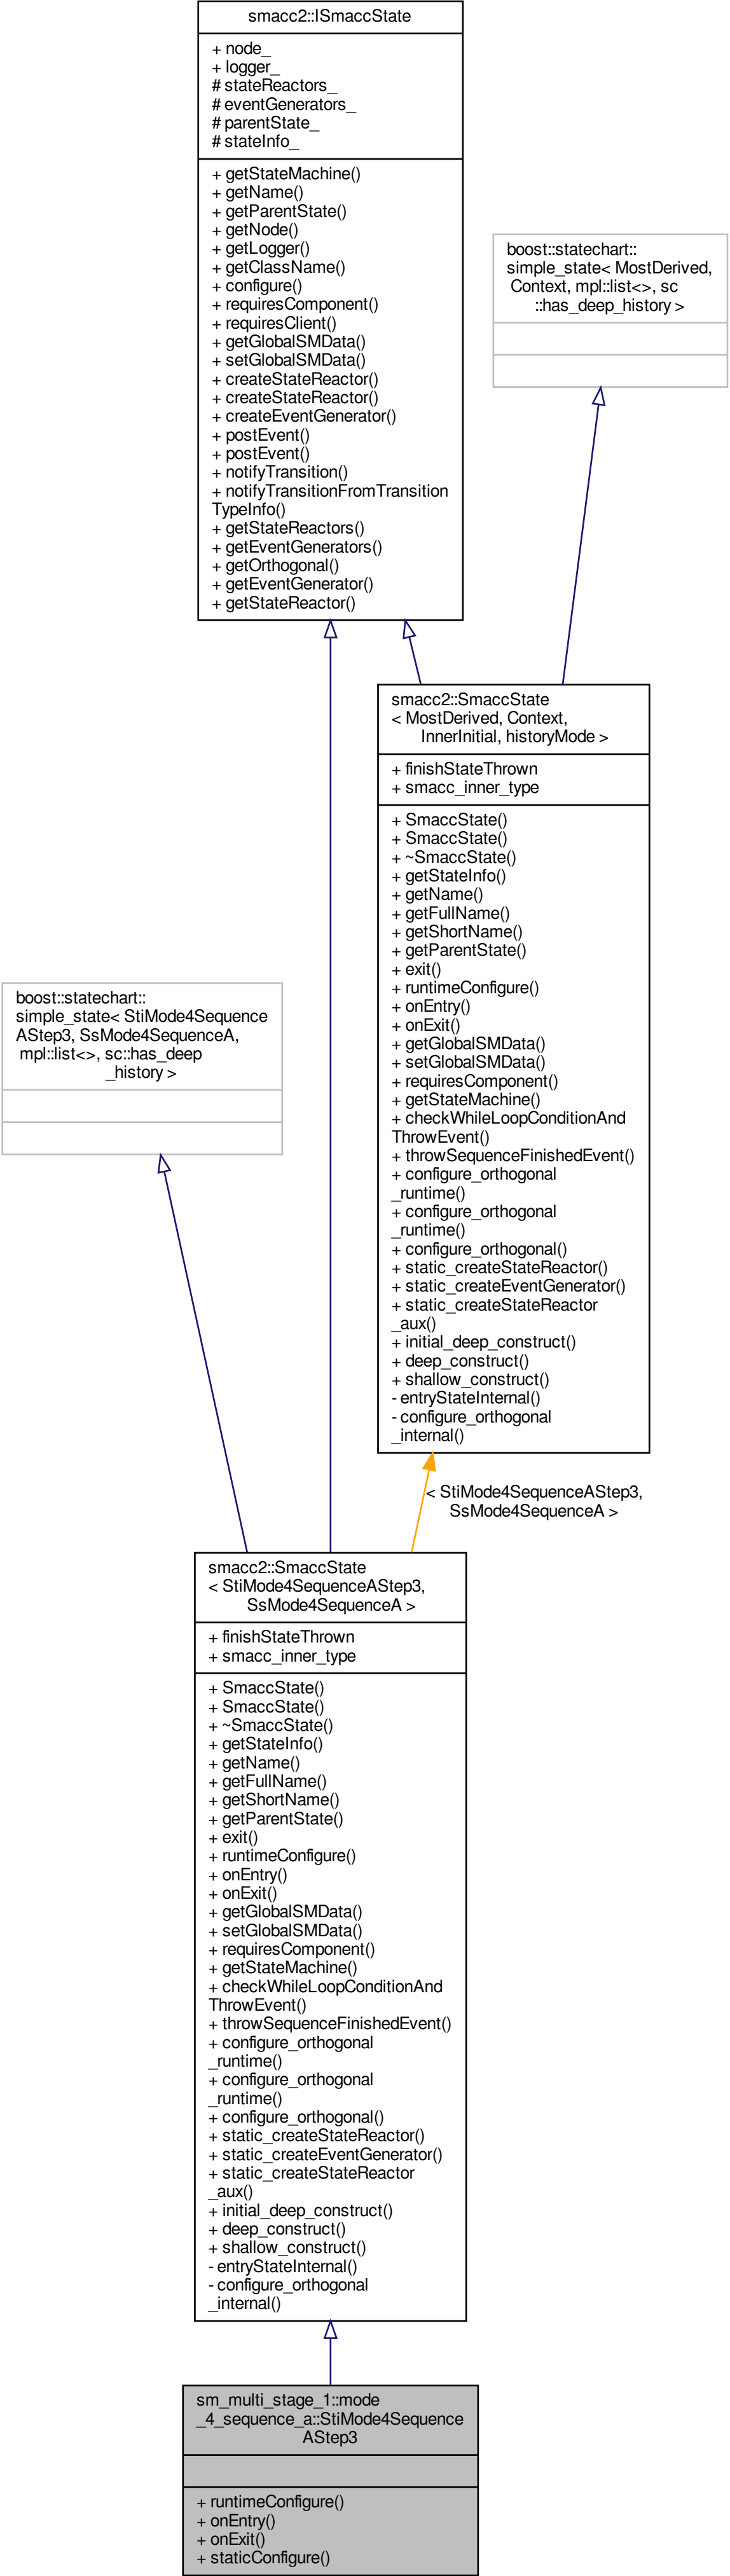 smacc2::ISmaccState
+ node_
+ logger_
# stateReactors_
# eventGenerators_
# parentState_
# stateInfo_
+ getStateMachine()
+ getName()
+ getParentState()
+ getNode()
+ getLogger()
+ getClassName()
+ configure()
+ requiresComponent()
+ requiresClient()
+ getGlobalSMData()
+ setGlobalSMData()
+ createStateReactor()
+ createStateReactor()
+ createEventGenerator()
+ postEvent()
+ postEvent()
+ notifyTransition()
+ notifyTransitionFromTransition
TypeInfo()
+ getStateReactors()
+ getEventGenerators()
+ getOrthogonal()
+ getEventGenerator()
+ getStateReactor()
boost::statechart::
simple_state< MostDerived,
Context, mpl::list<>, sc
::has_deep_history >
smacc2::SmaccState
< MostDerived, Context,
InnerInitial, historyMode >
+ finishStateThrown
+ smacc_inner_type
+ SmaccState()
+ SmaccState()
+ ~SmaccState()
+ getStateInfo()
+ getName()
+ getFullName()
+ getShortName()
+ getParentState()
+ exit()
+ runtimeConfigure()
+ onEntry()
+ onExit()
+ getGlobalSMData()
+ setGlobalSMData()
+ requiresComponent()
+ getStateMachine()
+ checkWhileLoopConditionAnd
ThrowEvent()
+ throwSequenceFinishedEvent()
+ configure_orthogonal
_runtime()
+ configure_orthogonal
_runtime()
+ configure_orthogonal()
+ static_createStateReactor()
+ static_createEventGenerator()
+ static_createStateReactor
_aux()
+ initial_deep_construct()
+ deep_construct()
+ shallow_construct()
- entryStateInternal()
- configure_orthogonal
_internal()
boost::statechart::
simple_state< StiMode4Sequence
AStep3, SsMode4SequenceA,
mpl::list<>, sc::has_deep
_history >
< StiMode4SequenceAStep3,
SsMode4SequenceA >
smacc2::SmaccState
< StiMode4SequenceAStep3,
SsMode4SequenceA >
+ finishStateThrown
+ smacc_inner_type
+ SmaccState()
+ SmaccState()
+ ~SmaccState()
+ getStateInfo()
+ getName()
+ getFullName()
+ getShortName()
+ getParentState()
+ exit()
+ runtimeConfigure()
+ onEntry()
+ onExit()
+ getGlobalSMData()
+ setGlobalSMData()
+ requiresComponent()
+ getStateMachine()
+ checkWhileLoopConditionAnd
ThrowEvent()
+ throwSequenceFinishedEvent()
+ configure_orthogonal
_runtime()
+ configure_orthogonal
_runtime()
+ configure_orthogonal()
+ static_createStateReactor()
+ static_createEventGenerator()
+ static_createStateReactor
_aux()
+ initial_deep_construct()
+ deep_construct()
+ shallow_construct()
- entryStateInternal()
- configure_orthogonal
_internal()
sm_multi_stage_1::mode
_4_sequence_a::StiMode4Sequence
AStep3
+ runtimeConfigure()
+ onEntry()
+ onExit()
+ staticConfigure()